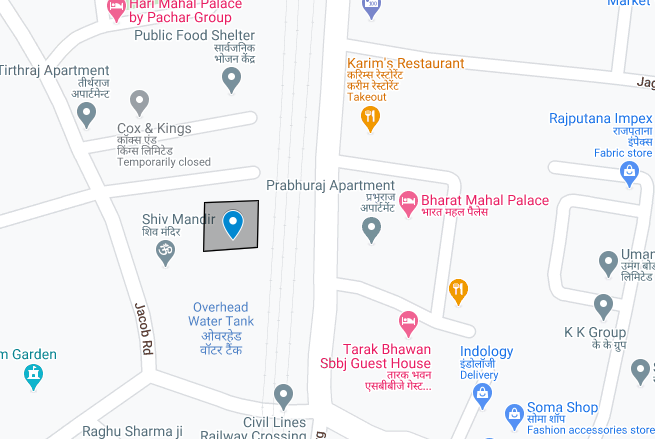 Hari Mahal Palace
by Pachar Group
Market
Public Food Shelter
सार्वजनिक
भोजन केंद्र
Karim's Restaurant
करिम्स रेस्टोरेंट
करीम रेस्टोरेंट
Takeout
Tirthraj Apartment
तीर्थराज
अपार्टमेन्ट
Cox & Kings
कॉक्स एंड
किंग्स लिमिटेड
Temporarily closed
Rajputana Impex
राजपूताना
इंपेक्स
Fabric store
Prabhuraj Apartment
प्रभुराज
अपार्टमेंट
Bharat Mahal Palace
भारत महल पैलेस
Shiv Mandir
शिव मंदिर
उमंग बोर्ड
लिमिटेड
Overhead
Water Tank
ओवरहेड
वॉटर टैंक
Jacob Rd
K K Group
के के ग्रुप
Garden
Tarak Bhawan
Sbbj Guest House
तारक भवन
एसबीबीजे गेस्ट...
Indology
इंडोलॉजी
Delivery
Soma Shop
सोमा शॉप
Fashion accessories store
Civil Lines
Railway Crossing
Raghu Sharma ji